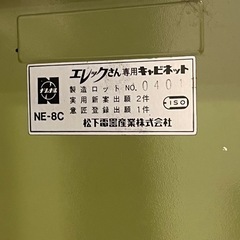 エレックさん専用キャビネット
製造ロット NO. 0401
実用新案出願 2件
意匠登録出願 1件
ISO
NE-8C
松下電器産業株式会社